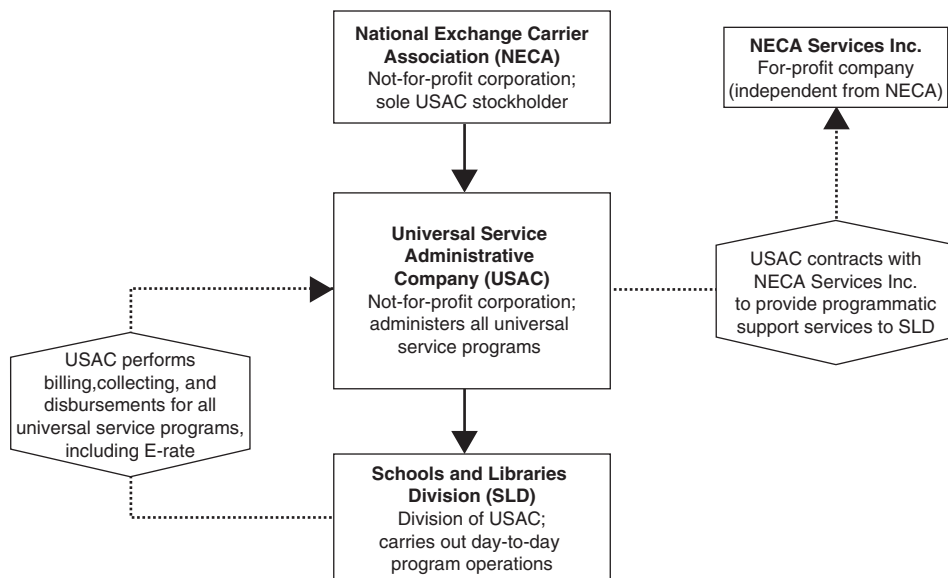 National Exchange Carrier
Association (NECA)
Not-for-profit corporation;
sole USAC stockholder
NECA Services Inc.
For-profit company
(independent from NECA)
Universal Service
Administrative
Company (USAC)
Not-for-profit corporation;
administers all universal
service programs
USAC contracts with
NECA Services Inc.
to provide programmatic
support services to SLD
USAC performs
billing,collecting, and
disbursements for all
universal service programs,
including E-rate
Schools and Libraries
Division (SLD)
Division of USAC;
carries out day-to-day
program operations